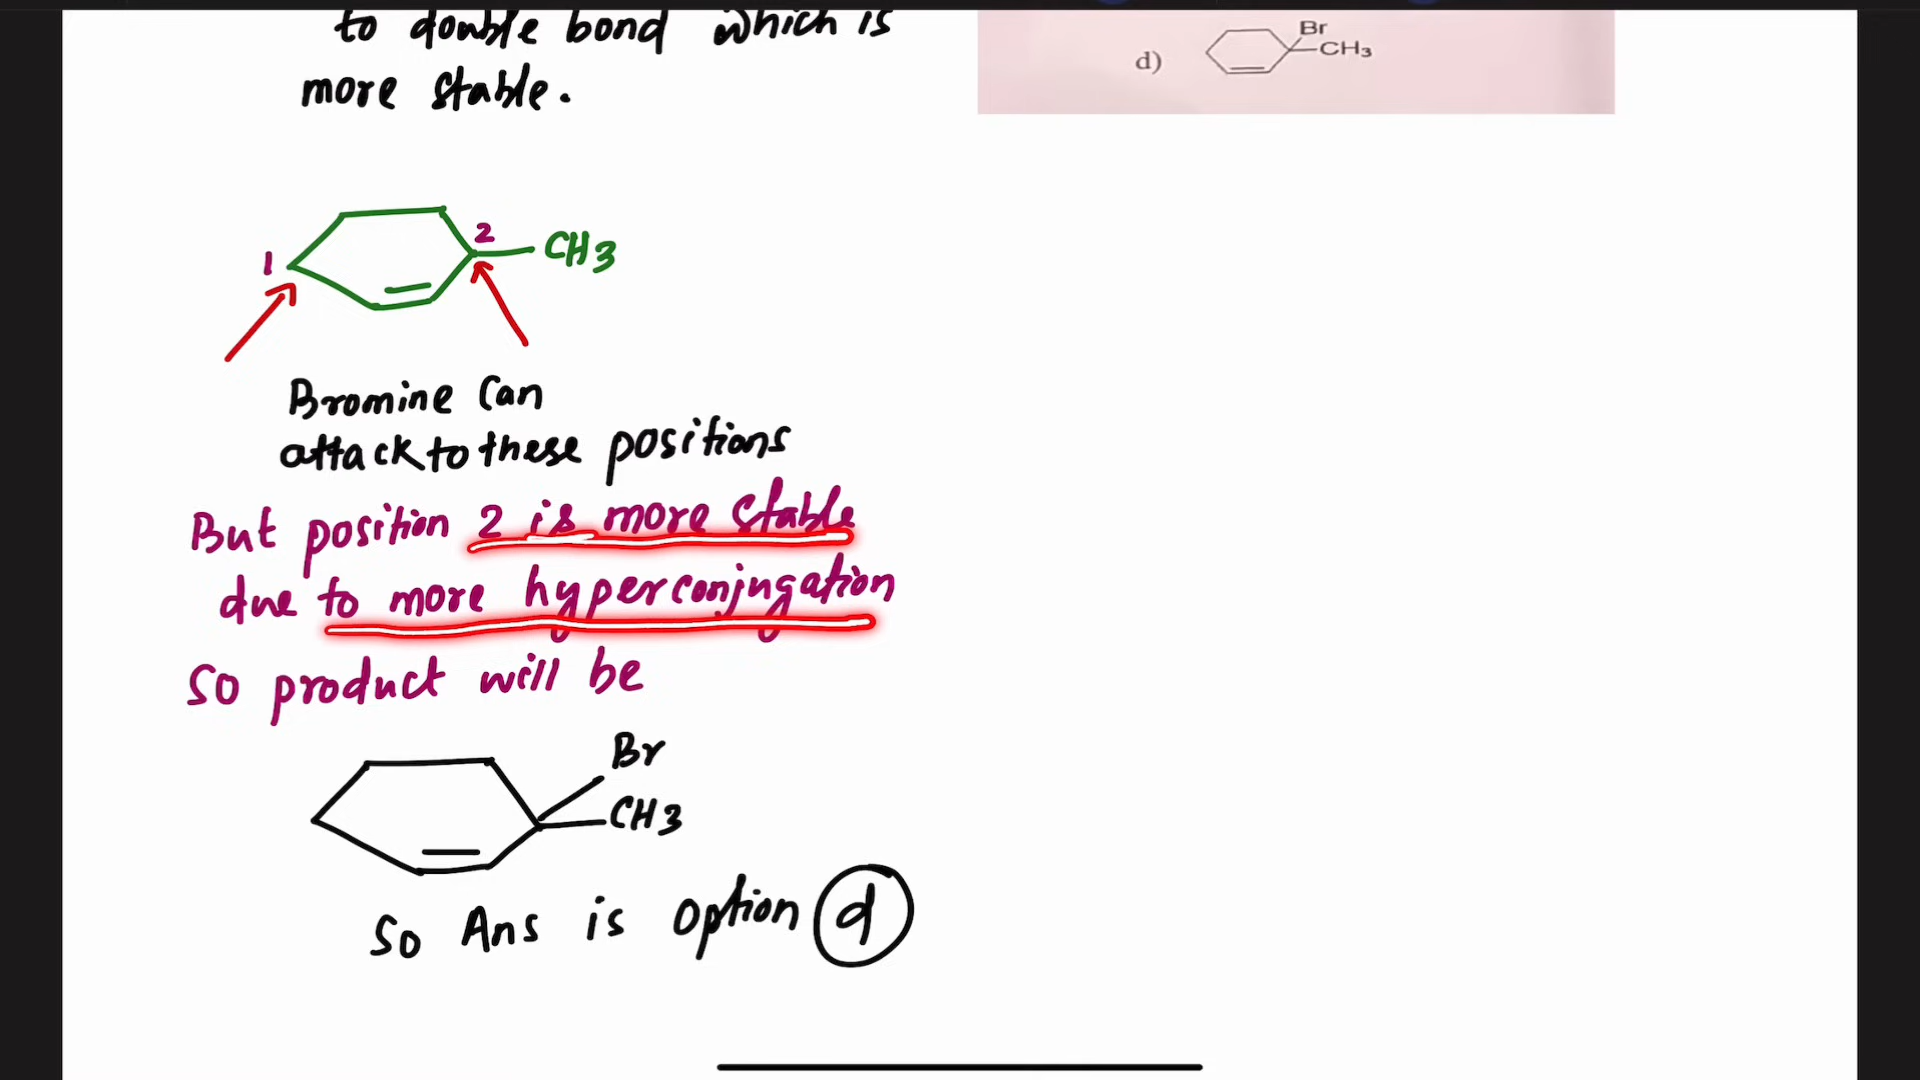 to double bond which is
more stable.
Br
CH3
d)
2
CH3
1
Bromine Can
attack to these positions
But position 2 is more stable
due to more hyperconjugation
So product will be
Br
CH3
So Ans is option d